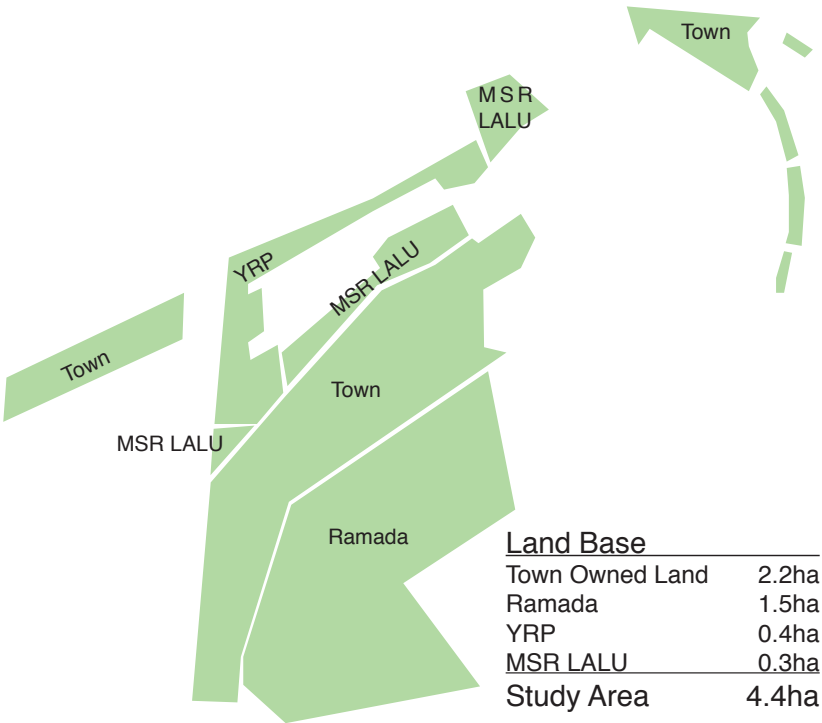 Town
MSR
LALU
YRP
MSR LALU
Town
Town
MSR LALU
Ramada
Land Base
Town Owned Land 2.2ha
Ramada 1.5ha
YRP 0.4ha
MSR LALU 0.3ha
Study Area 4.4ha